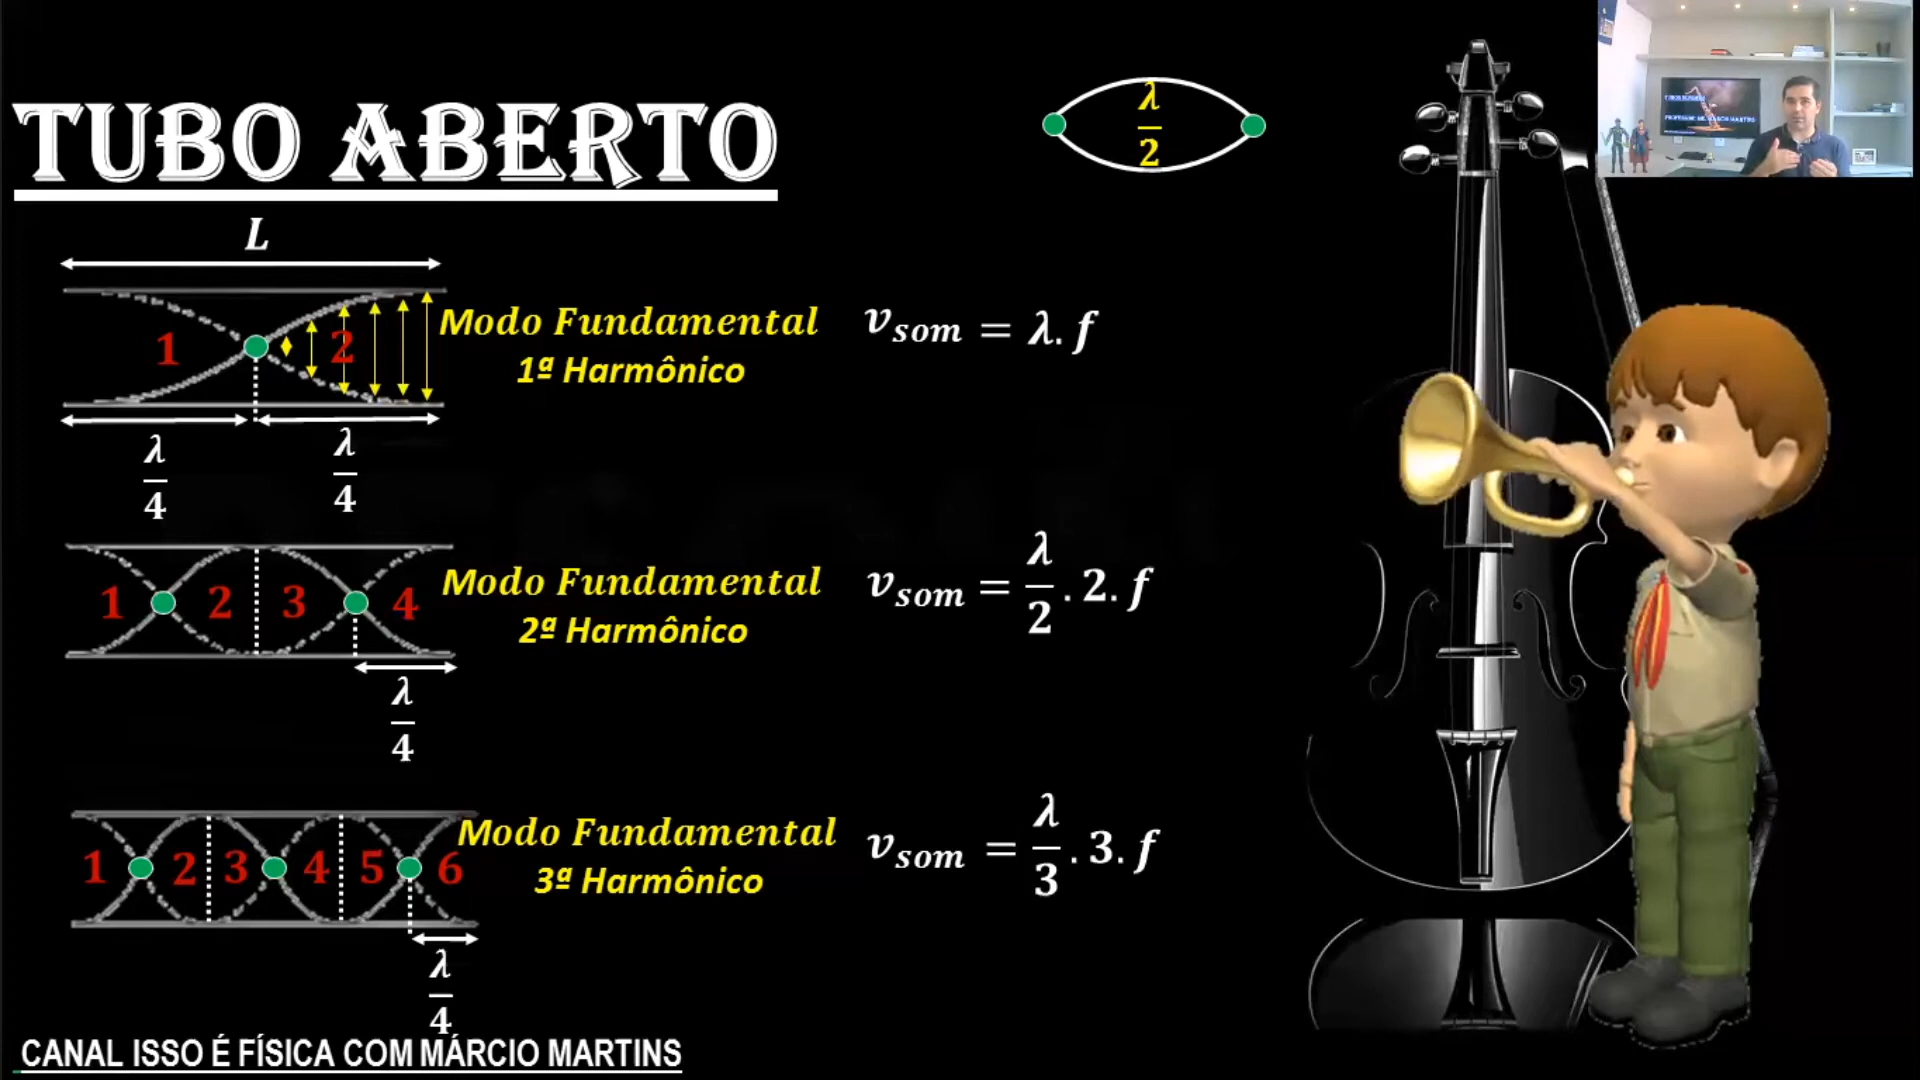 TUBO ABERTO
λ/2
L
1
2
Modo Fundamental
1ª Harmônico
v_som = λ.f
λ/4
λ/4
1 2 3 4
Modo Fundamental
2ª Harmônico
v_som = λ/2 . 2. f
λ/4
1 2 3 4 5 6
Modo Fundamental
3ª Harmônico
v_som = λ/3 . 3. f
λ/4
CANAL ISSO É FÍSICA COM MÁRCIO MARTINS